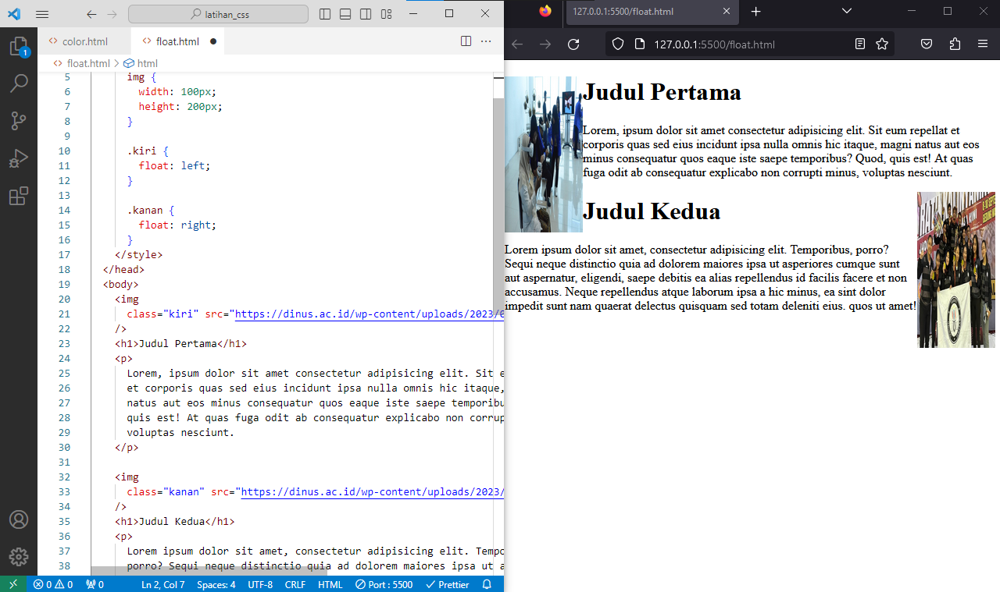 latihan_css
127.0.0.1:5500/float.html
color.html
float.html
127.0.0.1:5500/float.html
float.html > html
1
5 img {
6 width: 100px;
7 height: 200px;
8 }
9
10 .kiri {
11 float: left;
12 }
13
14 .kanan {
15 float: right;
16 }
17 </style>
18 </head>
19 <body>
20 <img
21 class="kiri" src="https://dinus.ac.id/wp-content/uploads/2023/
22 />
23 <h1>Judul Pertama</h1>
24 <p>
25 Lorem, ipsum dolor sit amet consectetur adipisicing elit. Sit e
26 et corporis quas sed eius incidunt ipsa nulla omnis hic itaque,
27 natus aut eos minus consequatur quos eaque iste saepe temporibu
28 quis est! At quas fuga odit ab consequatur explicabo non corrup
29 voluptas nesciunt.
30 </p>
31
32 <img
33 class="kanan" src="https://dinus.ac.id/wp-content/uploads/2023/
34 />
35 <h1>Judul Kedua</h1>
36 <p>
37 Lorem ipsum dolor sit amet, consectetur adipisicing elit. Tempo
38 porro? Sequi neque distinctio quia ad dolorem maiores ipsa ut a
0 0 0 Ln 2, Col 7 Spaces: 4 UTF-8 CRLF HTML Port : 5500 Prettier
Judul Pertama
Lorem, ipsum dolor sit amet consectetur adipisicing elit. Sit eum repellat et
corporis quas sed eius incidunt ipsa nulla omnis hic itaque, magni natus aut eos
minus consequatur quos eaque iste saepe temporibus? Quod, quis est! At quas
fuga odit ab consequatur explicabo non corrupti minus, voluptas nesciunt.
Judul Kedua
Lorem ipsum dolor sit amet, consectetur adipisicing elit. Temporibus, porro?
Sequi neque distinctio quia ad dolorem maiores ipsa ut asperiores cumque sunt
aut aspernatur, eligendi, saepe debitis ea alias repellendus id facilis facere et non
accusamus. Neque repellendus atque laborum ipsa a hic minus, ea sint dolor
impedit sunt nam quaerat delectus quisquam sed totam deleniti eius. quos ut amet!